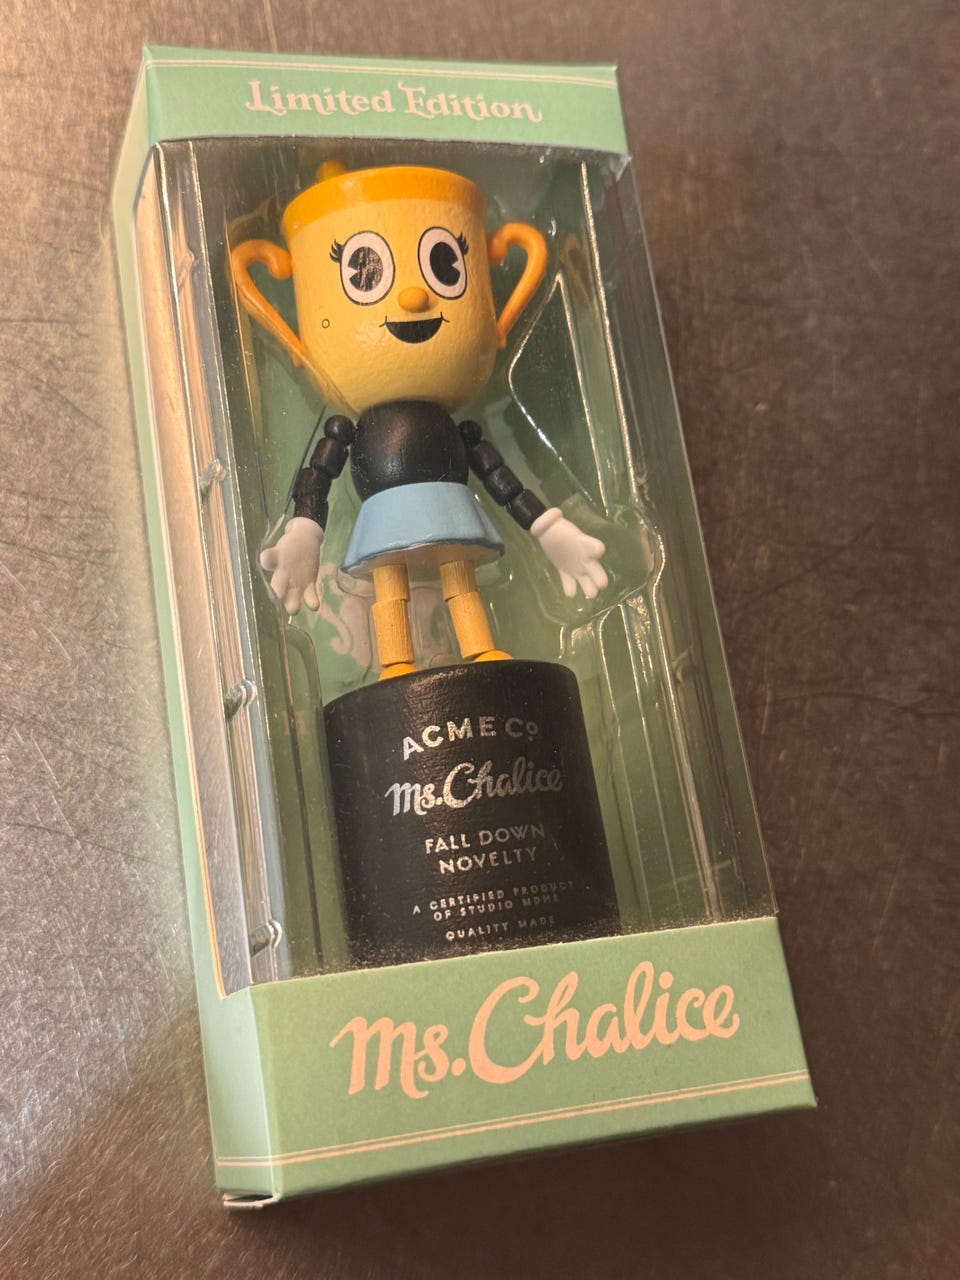 Limited Edition
ACME Co
Ms. Chalice
FALL DOWN
NOVELTY
A CERTIFIED PRODUCT
OF STUDIO MDHR
QUALITY MADE
Ms. Chalice